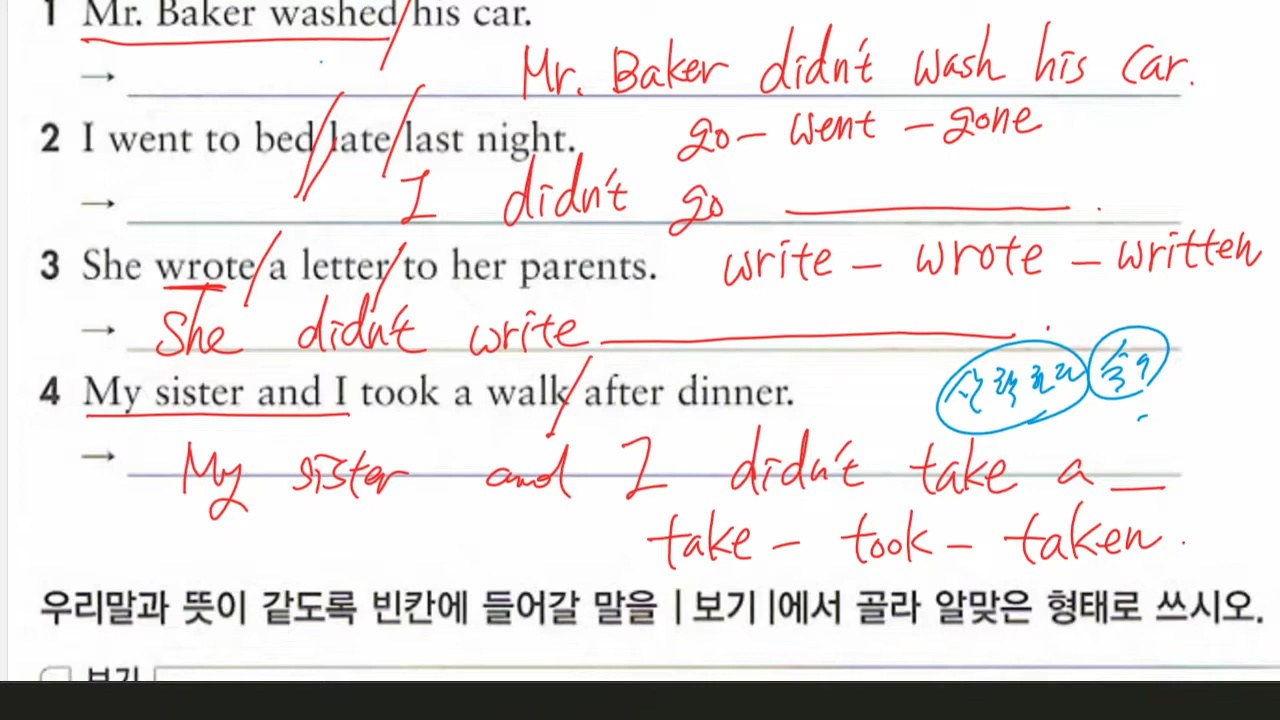 1 Mr. Baker washed his car.
→ Mr. Baker didn't wash his car.
2 I went to bed late last night.
go - went - gone
→ I didn't go .
3 She wrote a letter to her parents.
write - wrote - written
→ She didn't write .
4 My sister and I took a walk after dinner.
→ My sister and I didn't take a
take - took - taken.
우리말과 뜻이 같도록 빈칸에 들어갈 말을 | 보기 |에서 골라 알맞은 형태로 쓰시오.
보기